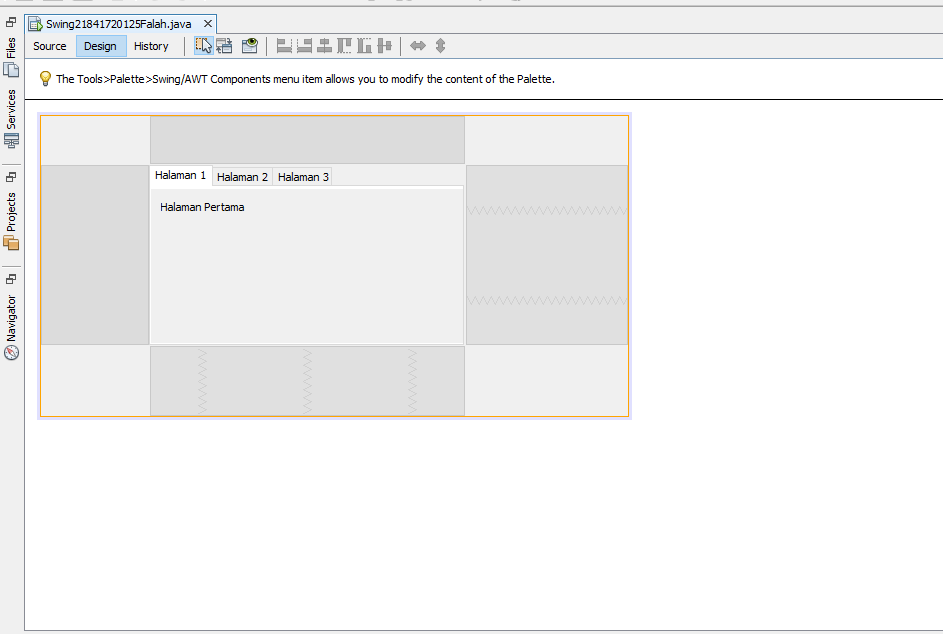 Swing21841720125Falah.java
Source Design History
The Tools>Palette>Swing/AWT Components menu item allows you to modify the content of the Palette.
Files
Services
Projects
Navigator
Halaman 1 Halaman 2 Halaman 3
Halaman Pertama